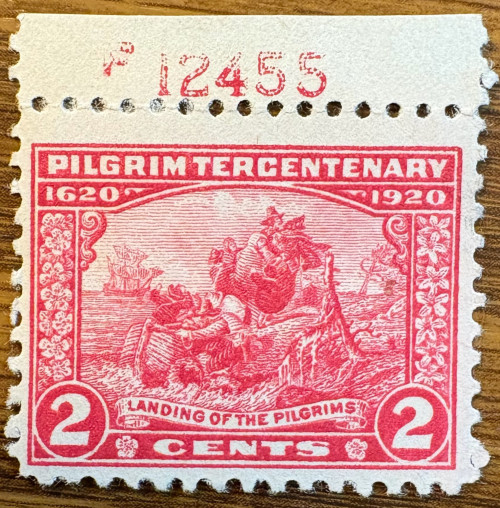 F 12455
PILGRIM TERCENTENARY
1620 1920
LANDING OF THE PILGRIMS
2 CENTS 2